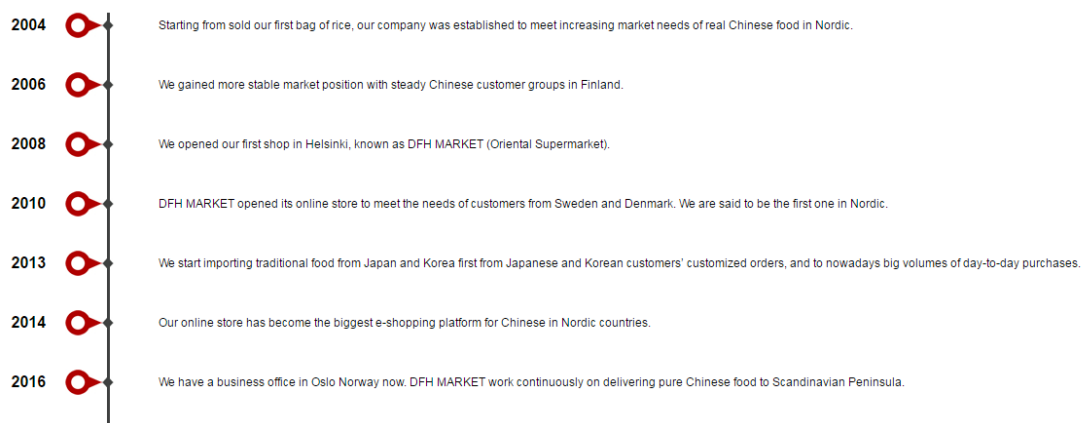 2004 Starting from sold our first bag of rice, our company was established to meet increasing market needs of real Chinese food in Nordic.
2006 We gained more stable market position with steady Chinese customer groups in Finland.
2008 We opened our first shop in Helsinki, known as DFH MARKET (Oriental Supermarket).
2010 DFH MARKET opened its online store to meet the needs of customers from Sweden and Denmark. We are said to be the first one in Nordic.
2013 We start importing traditional food from Japan and Korea first from Japanese and Korean customers' customized orders, and to nowadays big volumes of day-to-day purchases.
2014 Our online store has become the biggest e-shopping platform for Chinese in Nordic countries.
2016 We have a business office in Oslo Norway now. DFH MARKET work continuously on delivering pure Chinese food to Scandinavian Peninsula.